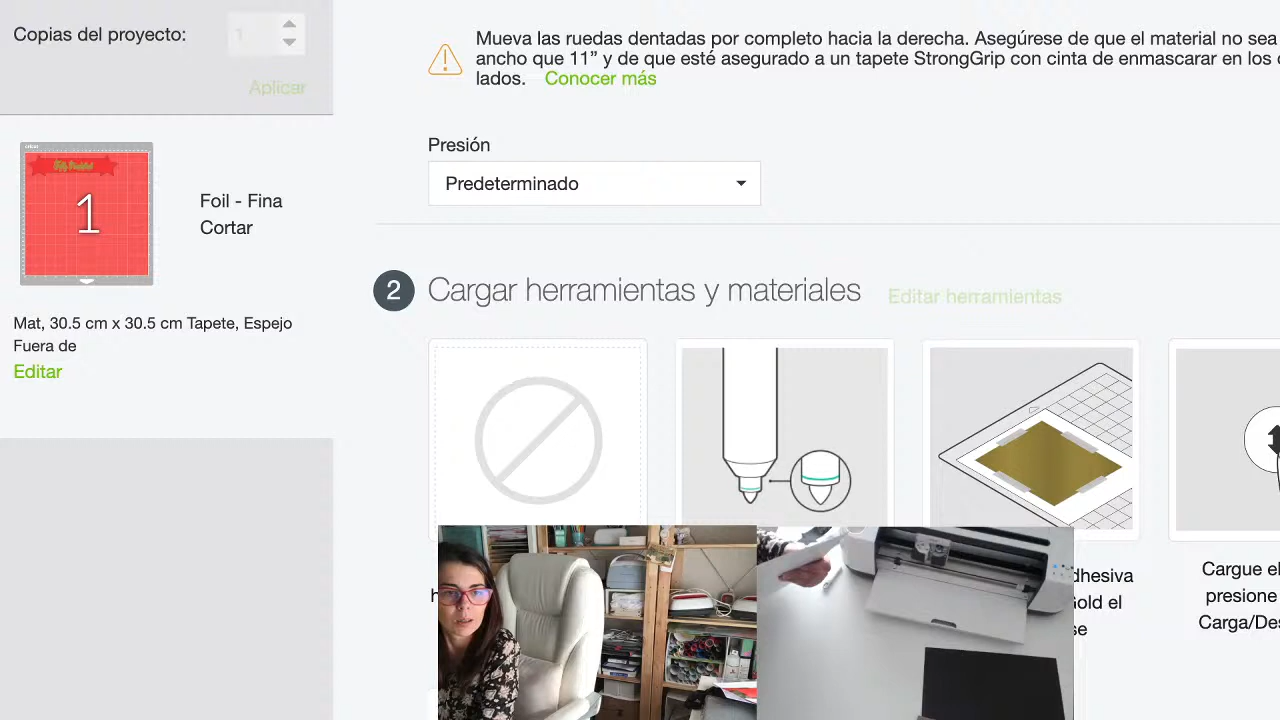 Copias del proyecto:
1
Aplicar
Mueva las ruedas dentadas por completo hacia la derecha. Asegúrese de que el material no sea
ancho que 11” y de que esté asegurado a un tapete StrongGrip con cinta de enmascarar en los
lados. Conocer más
Presión
Predeterminado
1
Foil - Fina
Cortar
Mat, 30.5 cm x 30.5 cm Tapete, Espejo
Fuera de
Editar
2 Cargar herramientas y materiales Editar herramientas
dhesiva
Gold el
se
Cargue el
presione
Carga/Des